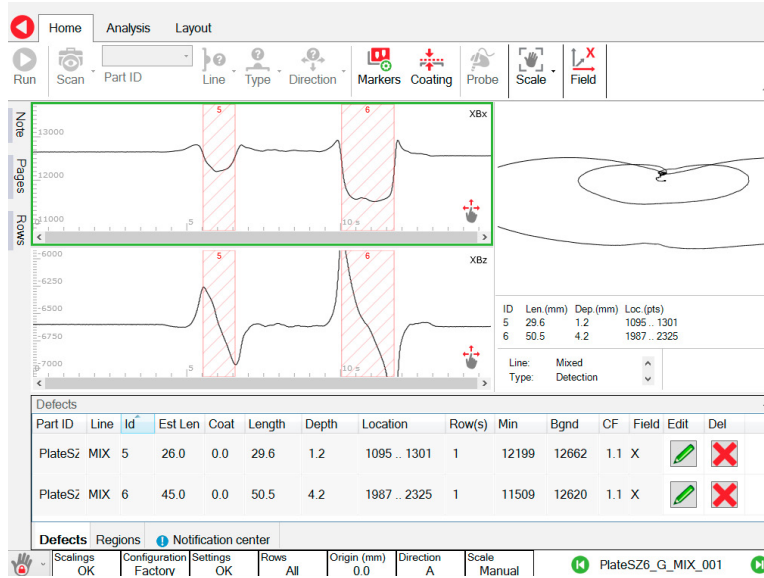 Home Analysis Layout
Run Scan Part ID Line Type Direction Markers Coating Probe Scale Field
Note
Pages
Rows
5 6 XBx
13000
12000
11000
5 10 s
5 6 XBz
-6000
-6250
-6500
-6750
-7000
5 10 s
ID Len.(mm) Dep.(mm) Loc.(pts)
5 29.6 1.2 1095 .. 1301
6 50.5 4.2 1987 .. 2325
Line: Mixed
Type: Detection
Defects
Part ID Line Id Est Len Coat Length Depth Location Row(s) Min Bgnd CF Field Edit Del
PlateSZ MIX 5 26.0 0.0 29.6 1.2 1095 .. 1301 1 12199 12662 1.1 X
PlateSZ MIX 6 45.0 0.0 50.5 4.2 1987 .. 2325 1 11509 12620 1.1 X
Defects Regions Notification center
Scalings Configuration Settings Rows Origin (mm) Direction Scale
OK Factory OK All 0.0 A Manual
PlateSZ6_G_MIX_001